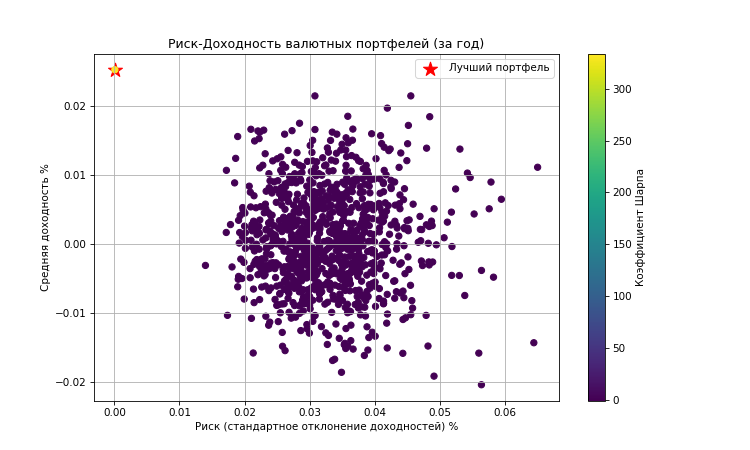 Риск-Доходность валютных портфелей (за год)
Лучший портфель
Средняя доходность %
0.02
0.01
0.00
−0.01
−0.02
0.00 0.01 0.02 0.03 0.04 0.05 0.06
Риск (стандартное отклонение доходностей) %
300
250
200
150
100
50
0
Коэффициент Шарпа